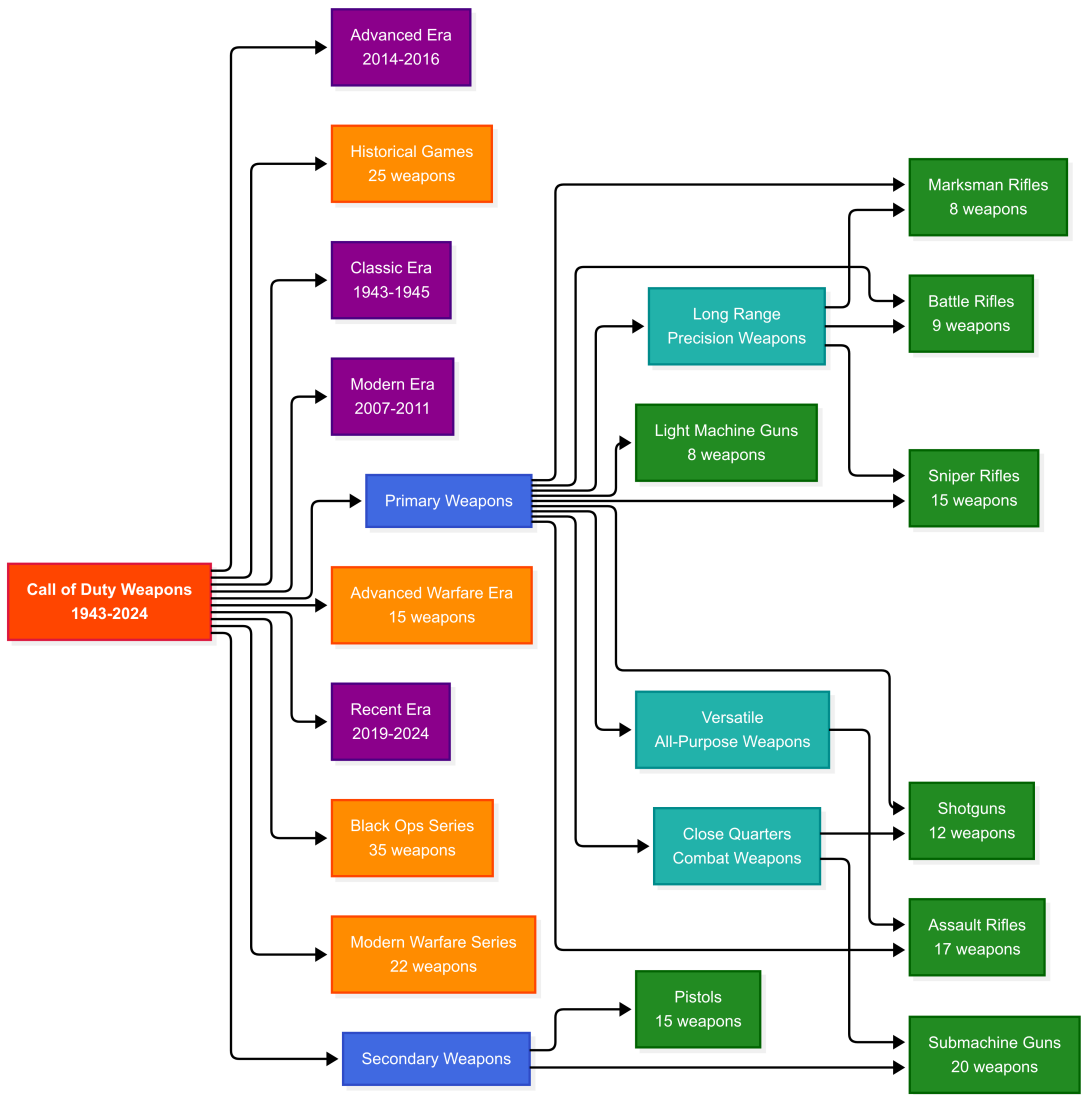 Call of Duty Weapons
1943-2024
Advanced Era
2014-2016
Historical Games
25 weapons
Classic Era
1943-1945
Modern Era
2007-2011
Primary Weapons
Advanced Warfare Era
15 weapons
Recent Era
2019-2024
Black Ops Series
35 weapons
Modern Warfare Series
22 weapons
Secondary Weapons
Long Range
Precision Weapons
Light Machine Guns
8 weapons
Versatile
All-Purpose Weapons
Close Quarters
Combat Weapons
Pistols
15 weapons
Marksman Rifles
8 weapons
Battle Rifles
9 weapons
Sniper Rifles
15 weapons
Shotguns
12 weapons
Assault Rifles
17 weapons
Submachine Guns
20 weapons